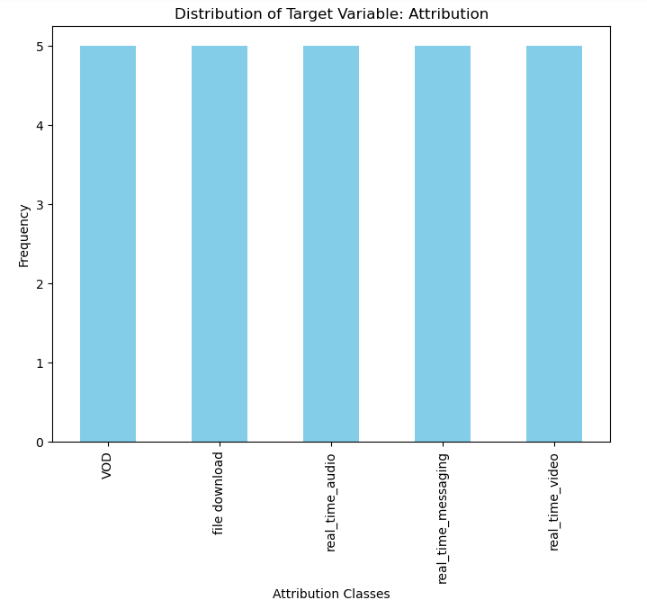 Distribution of Target Variable: Attribution
5
4
3
2
1
0
Frequency
VOD
file download
real_time_audio
real_time_messaging
real_time_video
Attribution Classes